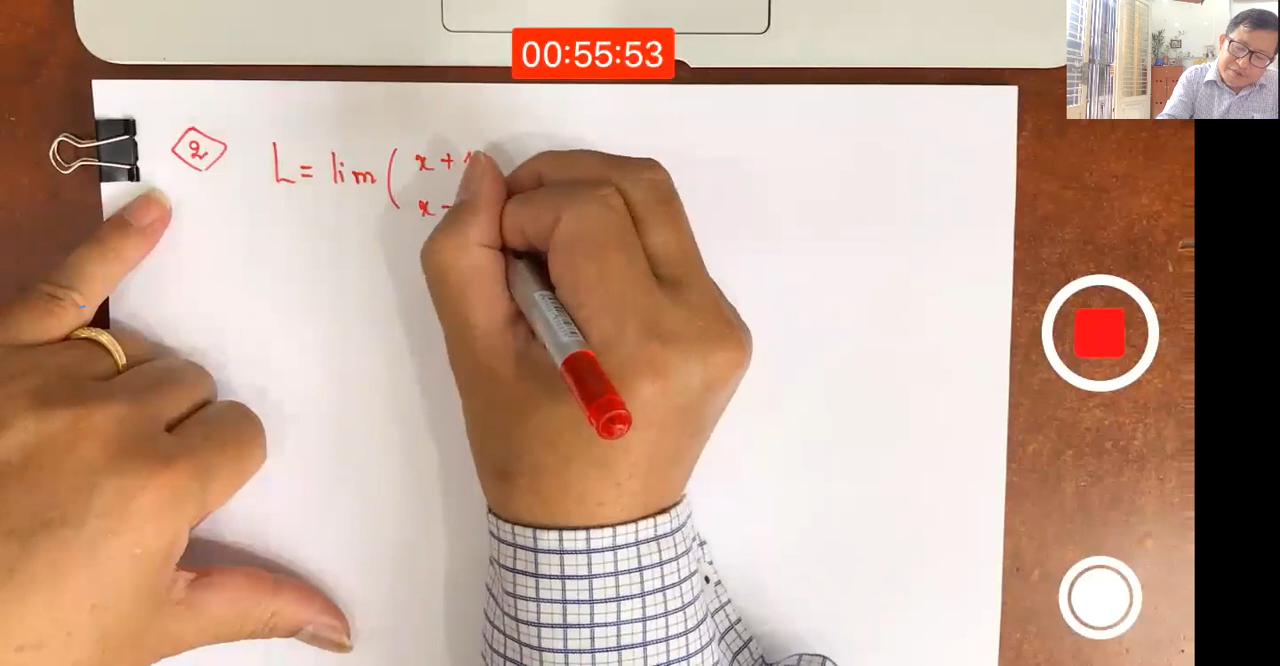 00:55:53
2 L = lim ( x +
x -